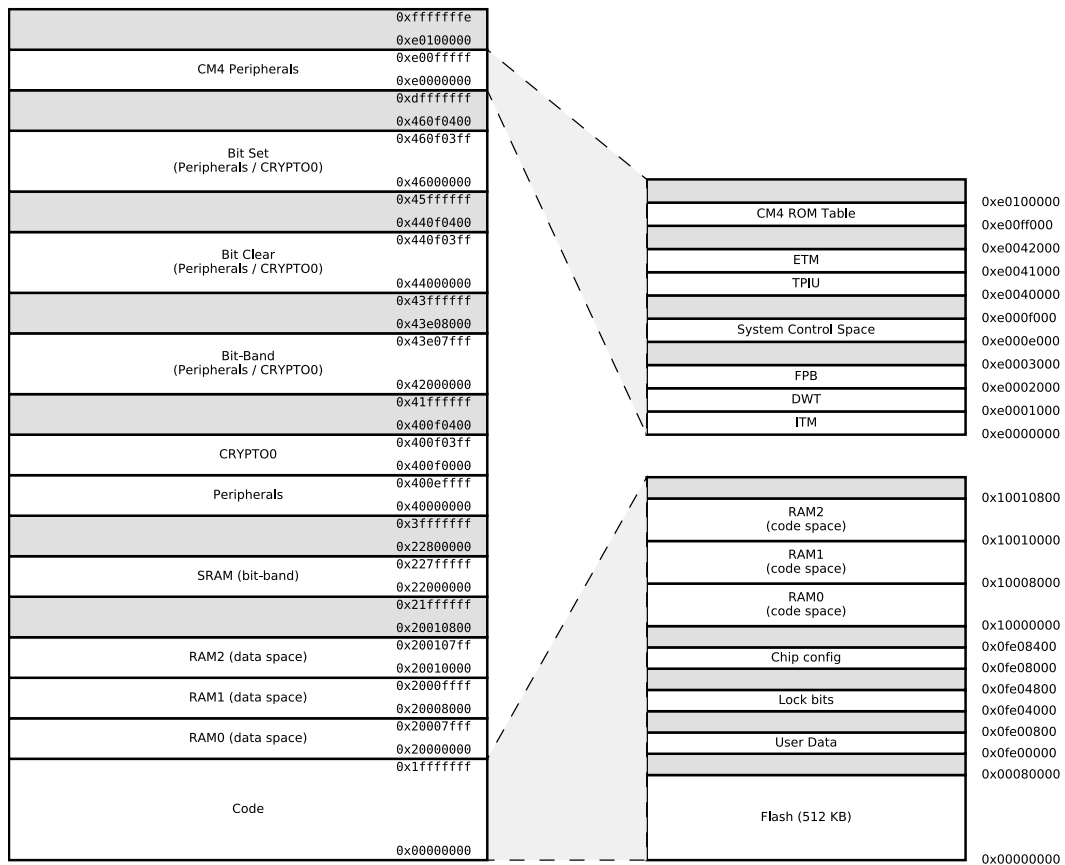 0xfffffffe
0xe0100000
0xe00fffff
CM4 Peripherals
0xe0000000
0xdfffffff
0x460f0400
0x460f03ff
Bit Set
(Peripherals / CRYPTO0)
0x46000000
0x45ffffff
0x440f0400
0x440f03ff
Bit Clear
(Peripherals / CRYPTO0)
0x44000000
0x43ffffff
0x43e08000
0x43e07fff
Bit-Band
(Peripherals / CRYPTO0)
0x42000000
0x41ffffff
0x400f0400
0x400f03ff
CRYPTO0
0x400f0000
0x400effff
Peripherals
0x40000000
0x3fffffff
0x22800000
0x227fffff
SRAM (bit-band)
0x22000000
0x21ffffff
0x20010800
0x200107ff
RAM2 (data space)
0x20010000
0x2000ffff
RAM1 (data space)
0x20008000
0x20007fff
RAM0 (data space)
0x20000000
0x1fffffff
Code
0x00000000
0xe0100000
CM4 ROM Table
0xe00ff000
0xe0042000
ETM
0xe0041000
TPIU
0xe0040000
0xe000f000
System Control Space
0xe000e000
0xe0003000
FPB
0xe0002000
DWT
0xe0001000
ITM
0xe0000000
0x10010800
RAM2
(code space)
0x10010000
RAM1
(code space)
0x10008000
RAM0
(code space)
0x10000000
0x0fe08400
Chip config
0x0fe08000
0x0fe04800
Lock bits
0x0fe04000
0x0fe00800
User Data
0x0fe00000
0x00080000
Flash (512 KB)
0x00000000